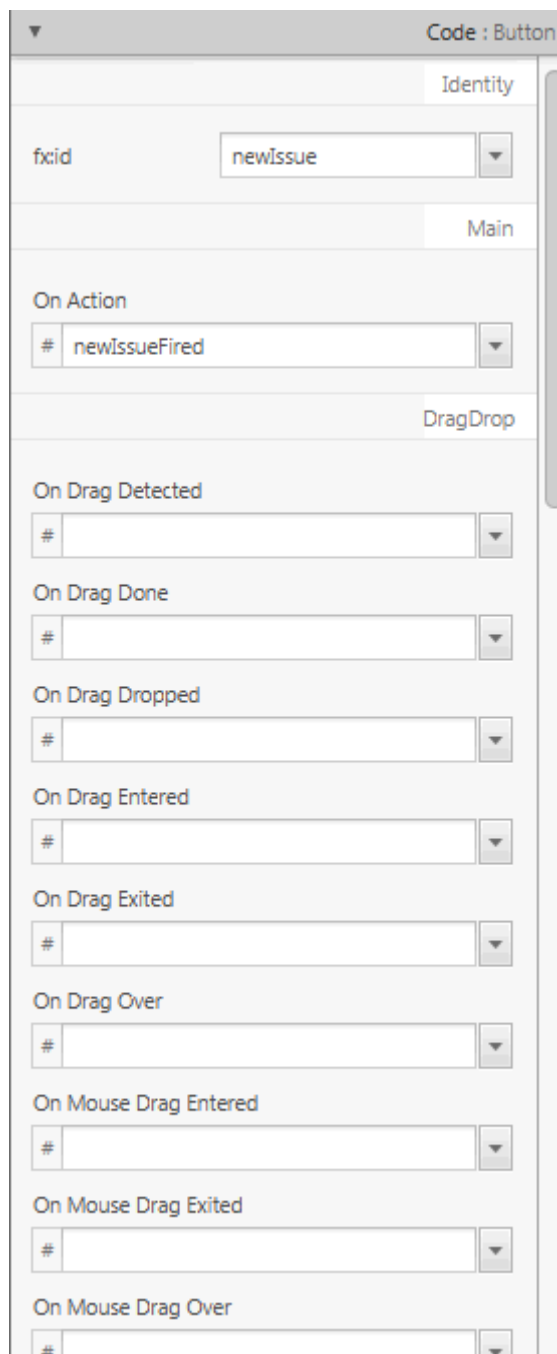 Code : Button
Identity
fx:id newIssue
Main
On Action
# newIssueFired
DragDrop
On Drag Detected
#
On Drag Done
#
On Drag Dropped
#
On Drag Entered
#
On Drag Exited
#
On Drag Over
#
On Mouse Drag Entered
#
On Mouse Drag Exited
#
On Mouse Drag Over
#